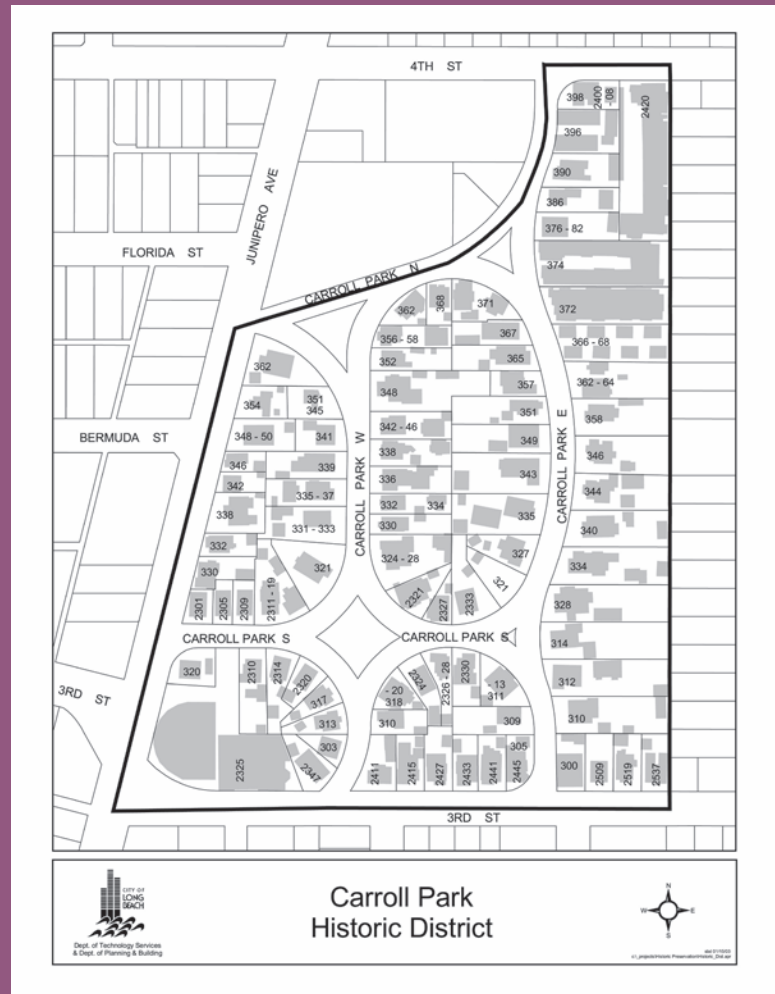 4TH ST
398
2400
- 08
2420
396
390
386
376 - 82
374
372
JUNIPERO AVE
FLORIDA ST
CARROLL PARK N
362
368
371
356 - 58
367
366 - 68
352
365
362
348
357
362 - 64
354
351
345
351
358
BERMUDA ST
348 - 50
341
342 - 46
349
CARROLL PARK W
CARROLL PARK E
346
339
338
343
346
342
335 - 37
336
344
338
331 - 333
332
334
335
340
332
330
324 - 28
327
334
330
321
321
2301
2305
2309
2311 - 19
2321
2327
2333
328
CARROLL PARK S
CARROLL PARK S
314
320
2310
2314
2320
317
313
303
2347
2325
2324
2326 - 28
2330
- 20
318
310
- 13
311
309
305
312
310
3RD ST
2411
2415
2427
2433
2441
2445
300
2509
2519
2537
3RD ST
CITY OF
LONG
BEACH
Dept. of Technology Services
& Dept. of Planning & Building
Carroll Park
Historic District
N
W
E
S